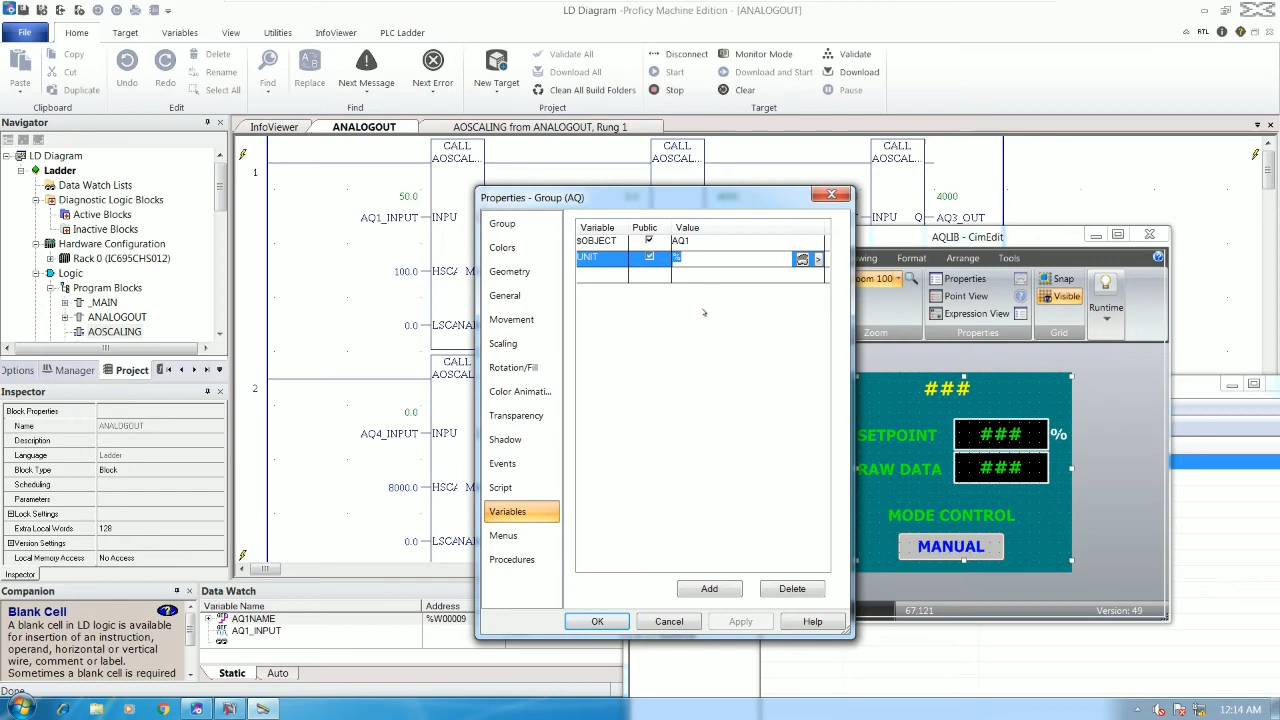 LD Diagram -Proficy Machine Edition - [ANALOGOUT]
File
Home
Target
Variables
View
Utilities
InfoViewer
PLC Ladder
RTL
Paste
Copy
Cut
Duplicate
Clipboard
Undo
Redo
Delete
Rename
Select All
Edit
Find
Replace
Next Message
Next Error
Find
New Target
Validate All
Download All
Clean All Build Folders
Project
Disconnect
Start
Stop
Monitor Mode
Download and Start
Clear
Validate
Download
Pause
Target
Navigator
LD Diagram
Ladder
Data Watch Lists
Diagnostic Logic Blocks
Active Blocks
Inactive Blocks
Hardware Configuration
Rack 0 (IC695CHS012)
Logic
Program Blocks
_MAIN
ANALOGOUT
AOSCALING
Options
Manager
Project
Inspector
Block Properties
Name
ANALOGOUT
Description
Language
Ladder
Block Type
Block
Scheduling
Parameters
Lock Settings
Extra Local Words
128
Version Settings
Local Memory Access
No Access
Inspector
Companion
Blank Cell
A blank cell in LD logic is available
for insertion of an instruction,
operand, horizontal or vertical
wire, comment or label.
Sometimes a blank cell is required
Done
InfoViewer
ANALOGOUT
AOSCALING from ANALOGOUT, Rung 1
1
CALL
AOSCAL...
CALL
AOSCAL...
CALL
AOSCAL...
50.0
AQ1_INPUT
INPU
100.0
HSCA
0.0
LSCAN
4000
INPU
Q
AQ3_OUT
2
CALL
AOSCA
0.0
AQ4_INPUT
INPU
8000.0
HSCA
0.0
LSCAN
Data Watch
Variable Name
Address
AQ1NAME
%W00009
AQ1_INPUT
Static
Auto
Properties - Group (AQ)
Group
Colors
Geometry
General
Movement
Scaling
Rotation/Fill
Color Animati...
Transparency
Shadow
Events
Script
Variables
Menus
Procedures
Variable
Public
Value
$OBJECT
AQ1
UNIT
%
Add
Delete
OK
Cancel
Apply
Help
AQLIB - CimEdit
Format
Arrange
Tools
oom 100
Zoom
Properties
Point View
Expression View
Properties
Snap
Visible
Grid
Runtime
###
SETPOINT
###
%
RAW DATA
###
MODE CONTROL
MANUAL
67,121
Version: 49
12:14 AM